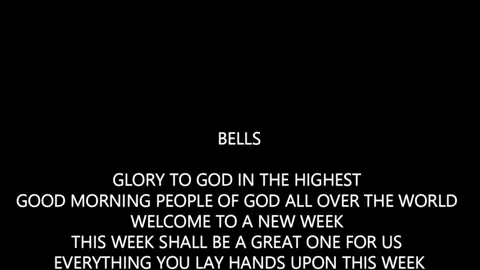 BELLS
GLORY TO GOD IN THE HIGHEST
GOOD MORNING PEOPLE OF GOD ALL OVER THE WORLD
WELCOME TO A NEW WEEK
THIS WEEK SHALL BE A GREAT ONE FOR US
EVERYTHING YOU LAY HANDS UPON THIS WEEK